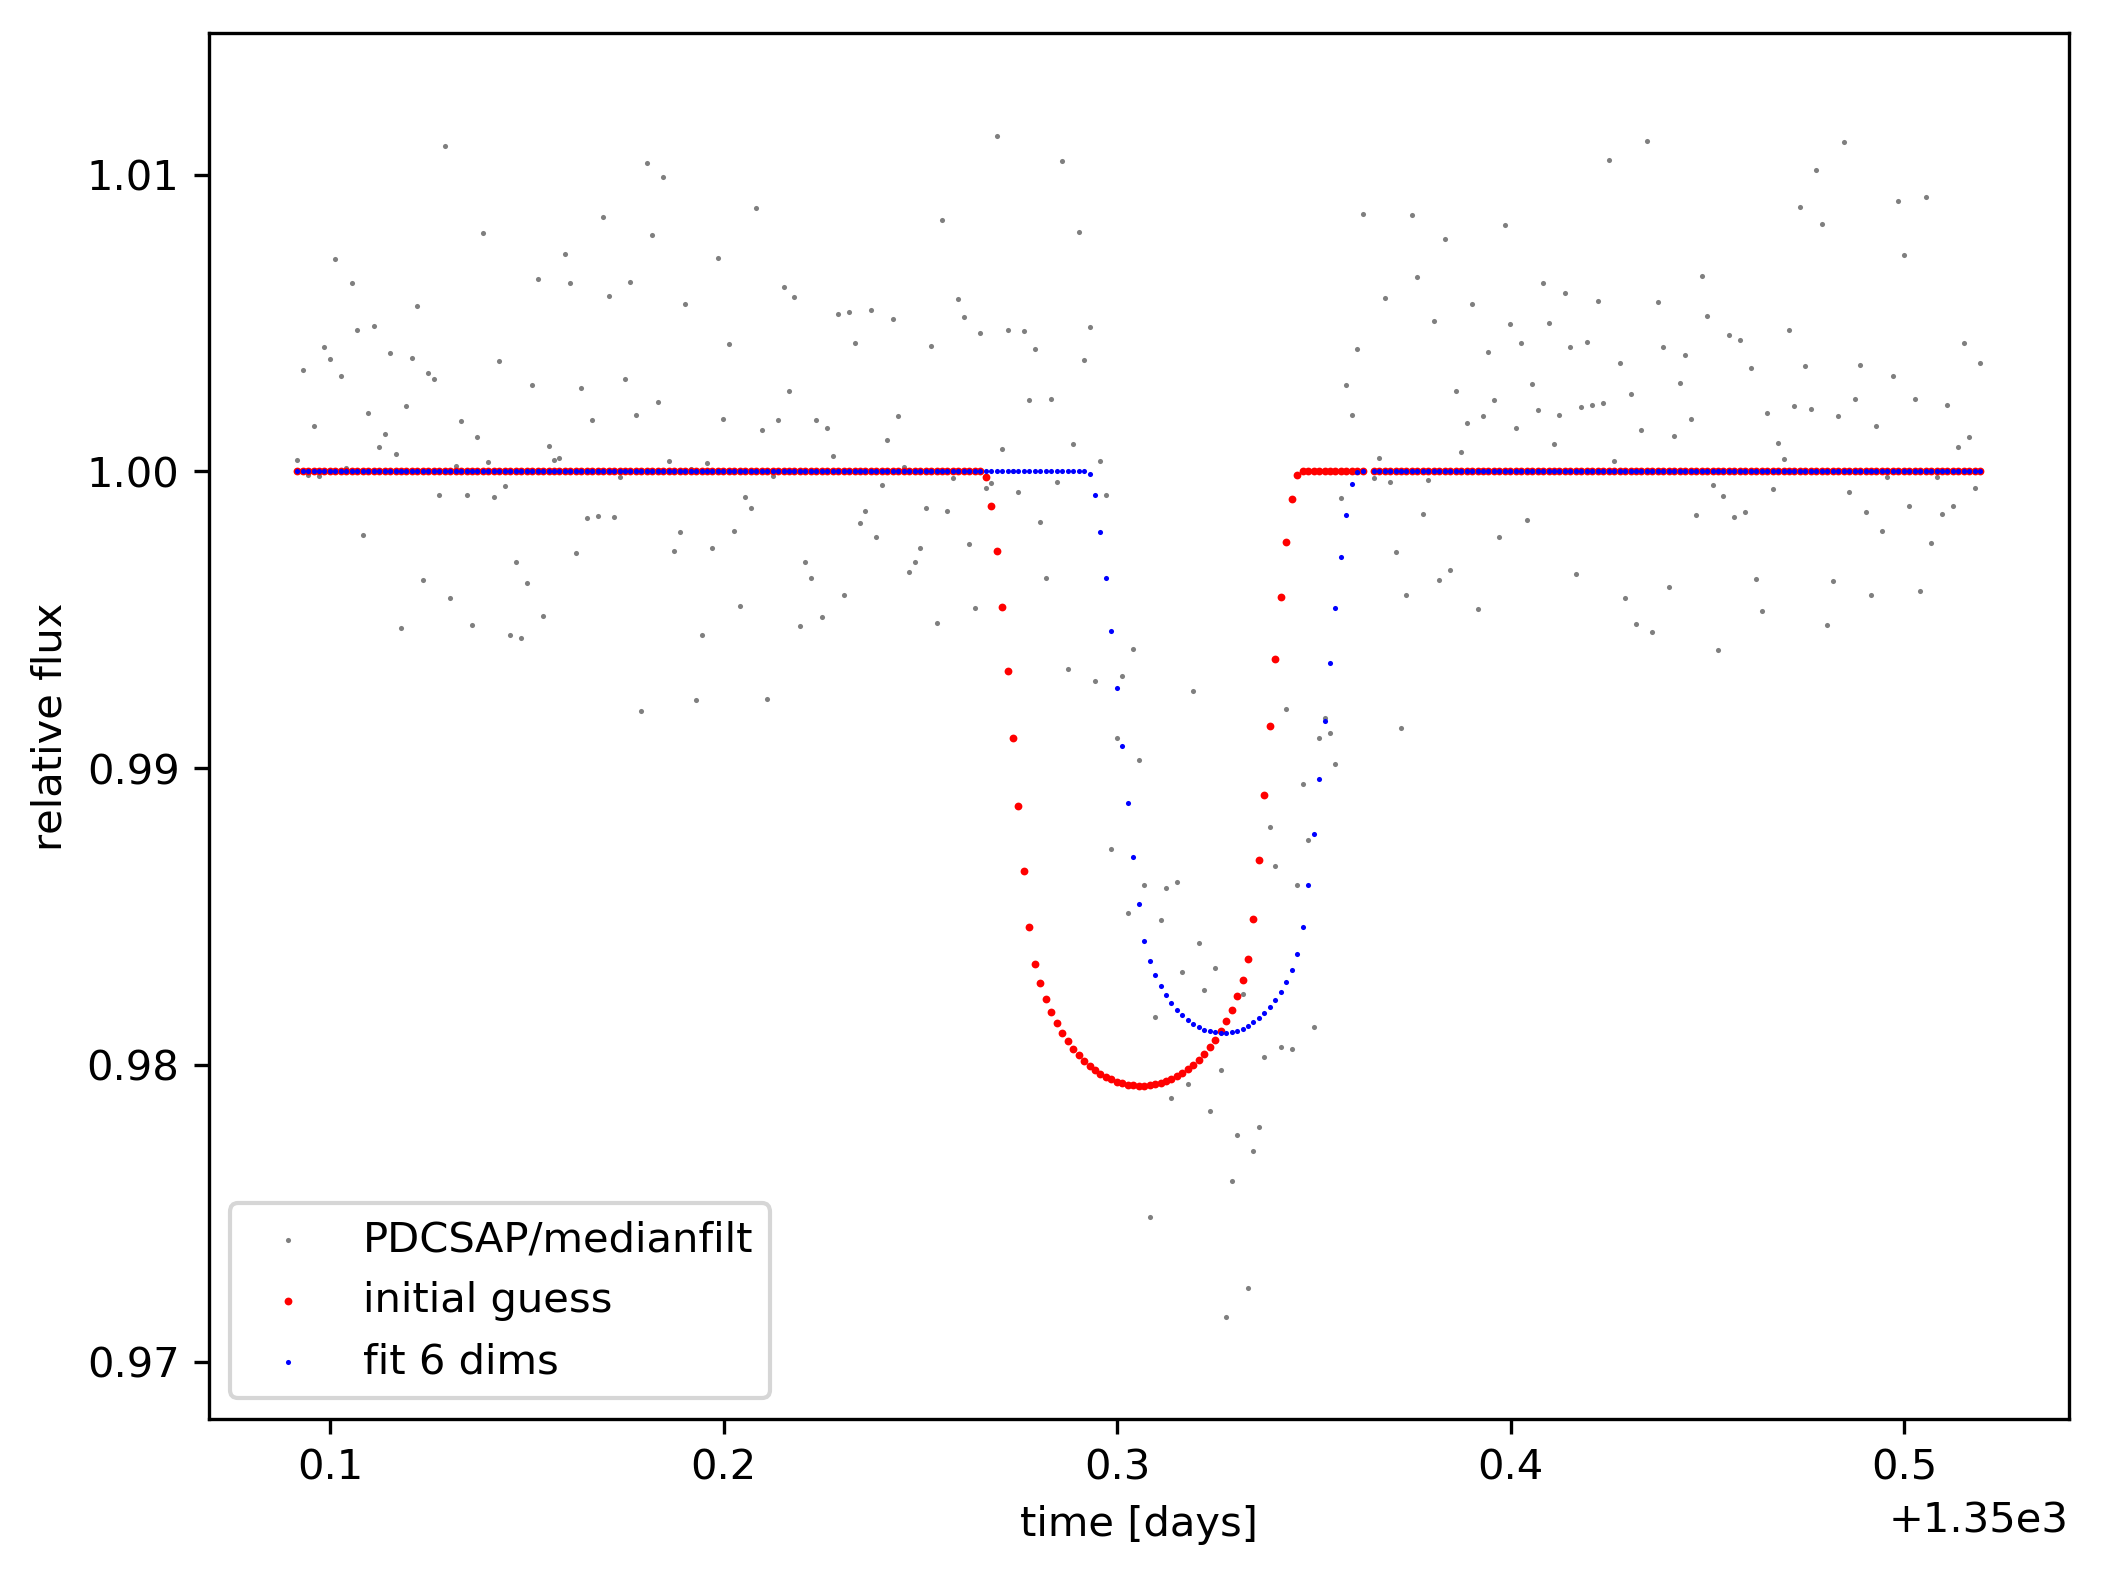 1.01
1.00
0.99
0.98
0.97
relative flux
PDCSAP/medianfilt
initial guess
fit 6 dims
0.1
0.2
0.3
0.4
0.5
time [days]
+1.35e3